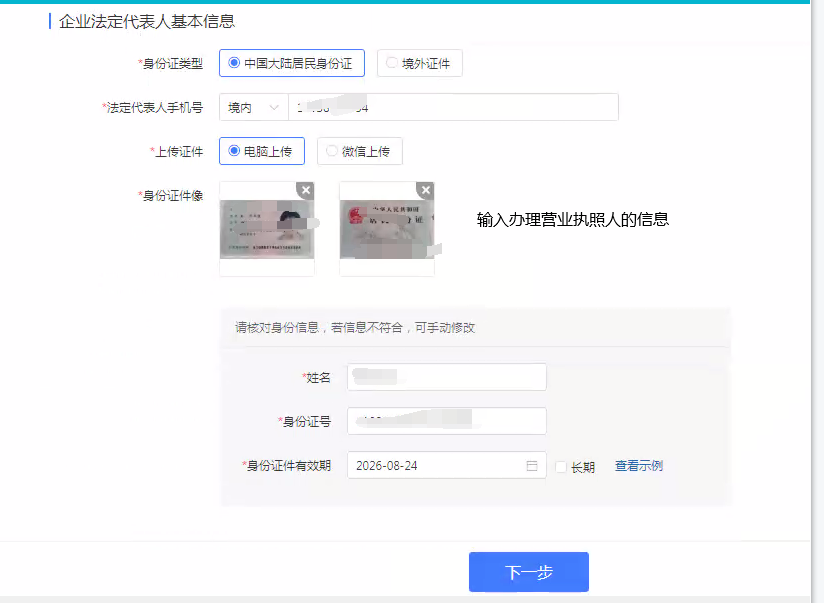 企业法定代表人基本信息
*身份证类型 中国大陆居民身份证 境外证件
*法定代表人手机号 境内
*上传证件 电脑上传 微信上传
*身份证件像
输入办理营业执照人的信息
请核对身份信息，若信息不符合，可手动修改
*姓名
*身份证号
*身份证件有效期 2026-08-24 长期 查看示例
下一步